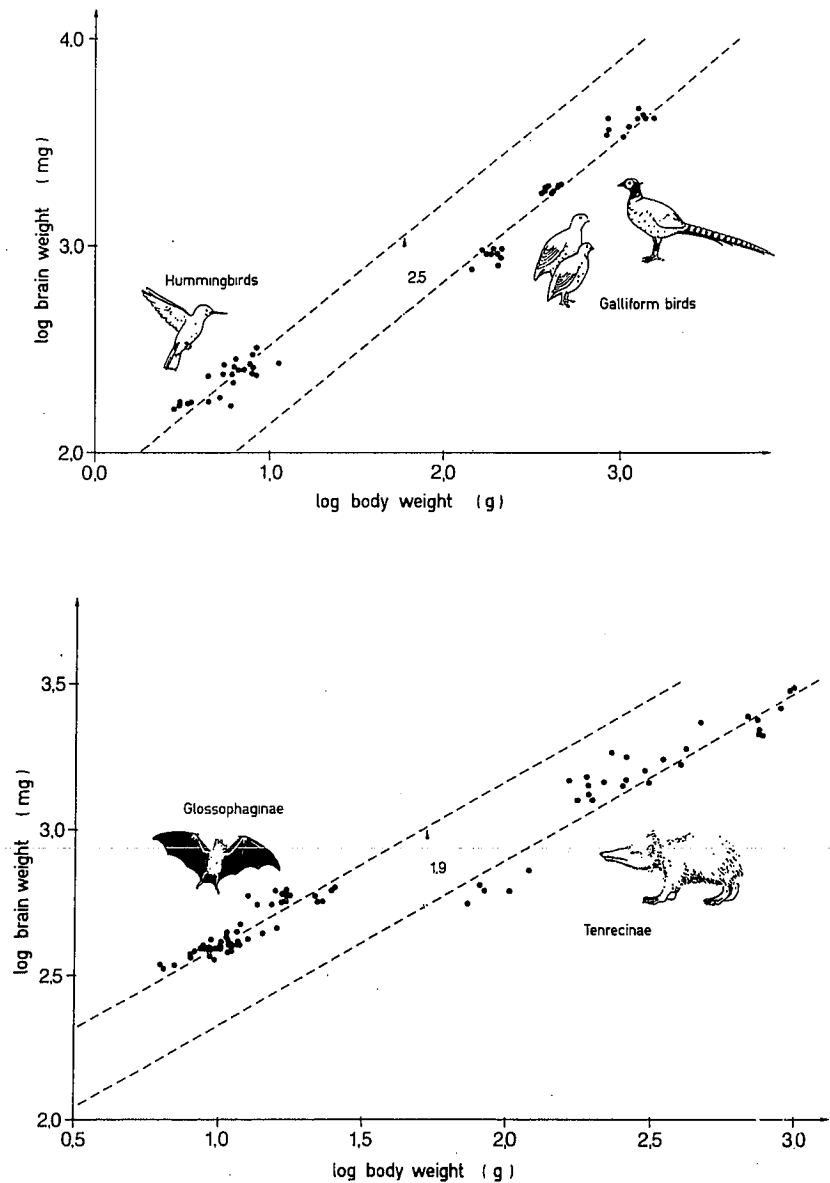 4.0
3.0
2.0
log brain weight (mg)
Hummingbirds
2.5
Galliform birds
0,0
1,0
2,0
3,0
log body weight (g)
3,5
3,0
2,5
2,0
log brain weight (mg)
Glossophaginae
1.9
Tenrecinae
0,5
1,0
1,5
2,0
2,5
3.0
log body weight (g)